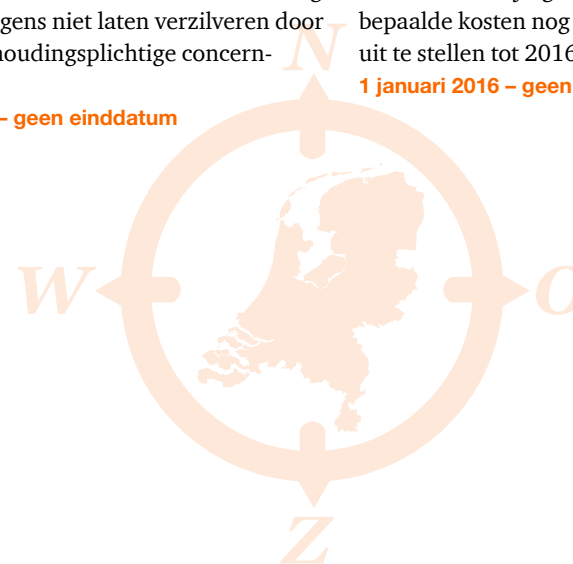 gens niet laten verzilveren door
houdingsplichtige concern-
– geen einddatum
bepaalde kosten nog
uit te stellen tot 2016
1 januari 2016 – geen
N
W
Z